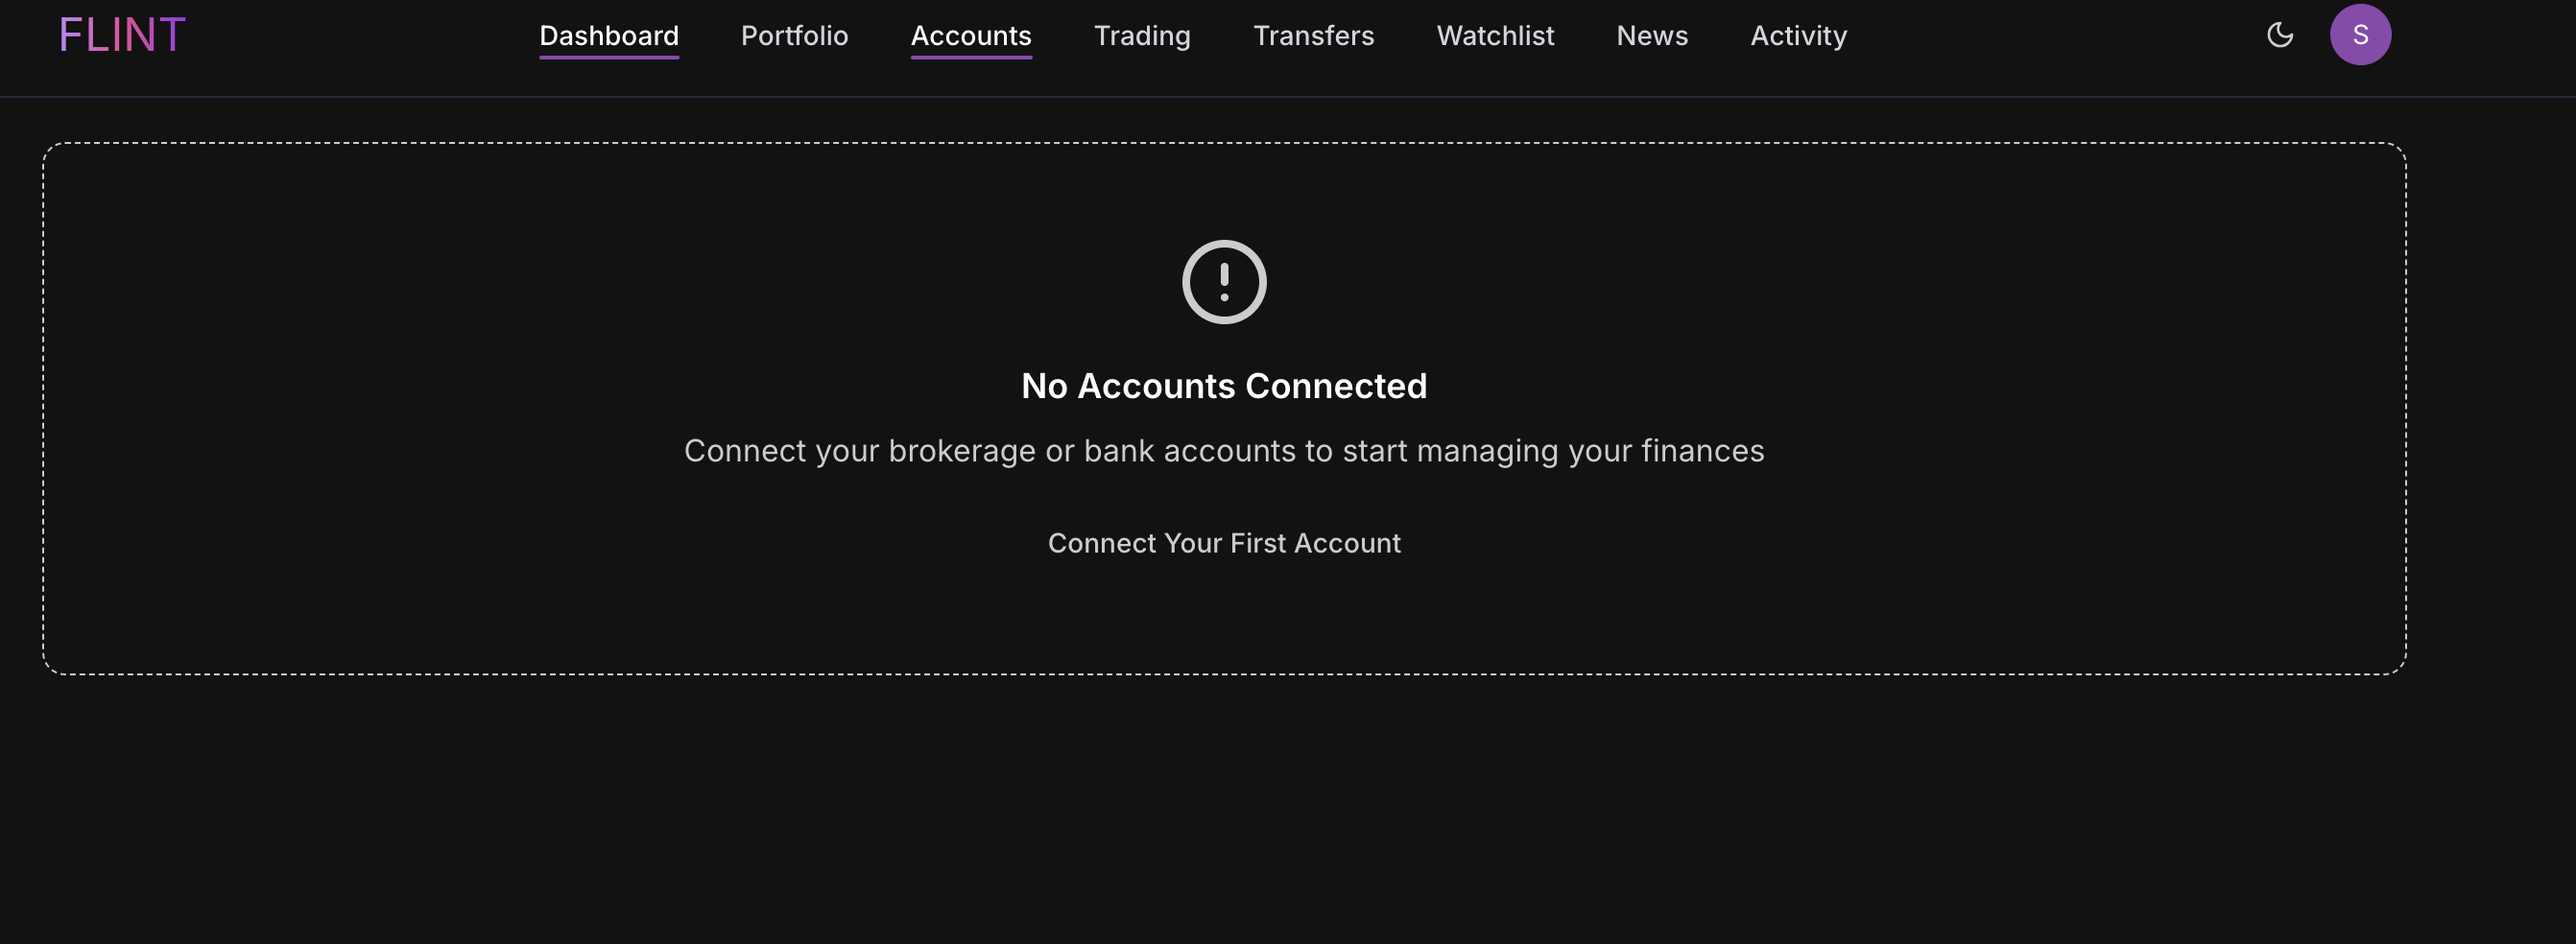 FLINT Dashboard Portfolio Accounts Trading Transfers Watchlist News Activity S
No Accounts Connected
Connect your brokerage or bank accounts to start managing your finances
Connect Your First Account